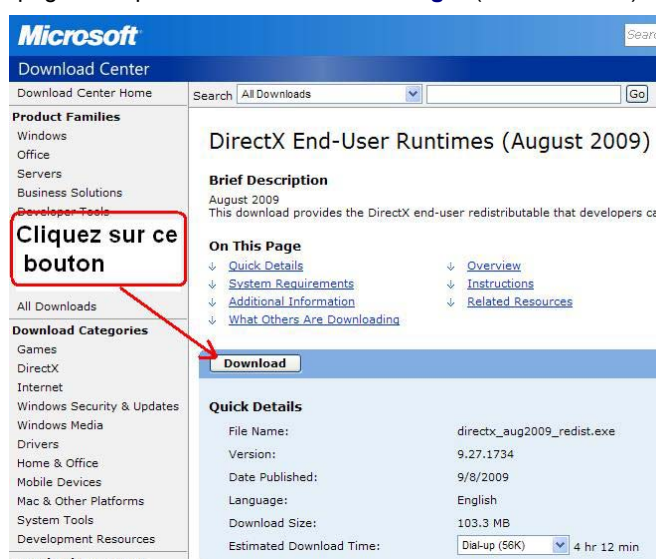 Microsoft
Download Center
Download Center Home
Search All Downloads Go
Product Families
Windows
Office
Servers
Business Solutions
Developer Tools
Cliquez sur ce
bouton
All Downloads
Download Categories
Games
DirectX
Internet
Windows Security & Updates
Windows Media
Drivers
Home & Office
Mobile Devices
Mac & Other Platforms
System Tools
Development Resources
DirectX End-User Runtimes (August 2009)
Brief Description
August 2009
This download provides the DirectX end-user redistributable that developers ca
On This Page
Quick Details
Overview
System Requirements
Instructions
Additional Information
Related Resources
What Others Are Downloading
Download
Quick Details
File Name: directx_aug2009_redist.exe
Version: 9.27.1734
Date Published: 9/8/2009
Language: English
Download Size: 103.3 MB
Estimated Download Time: Dial-up (56K) 4 hr 12 min